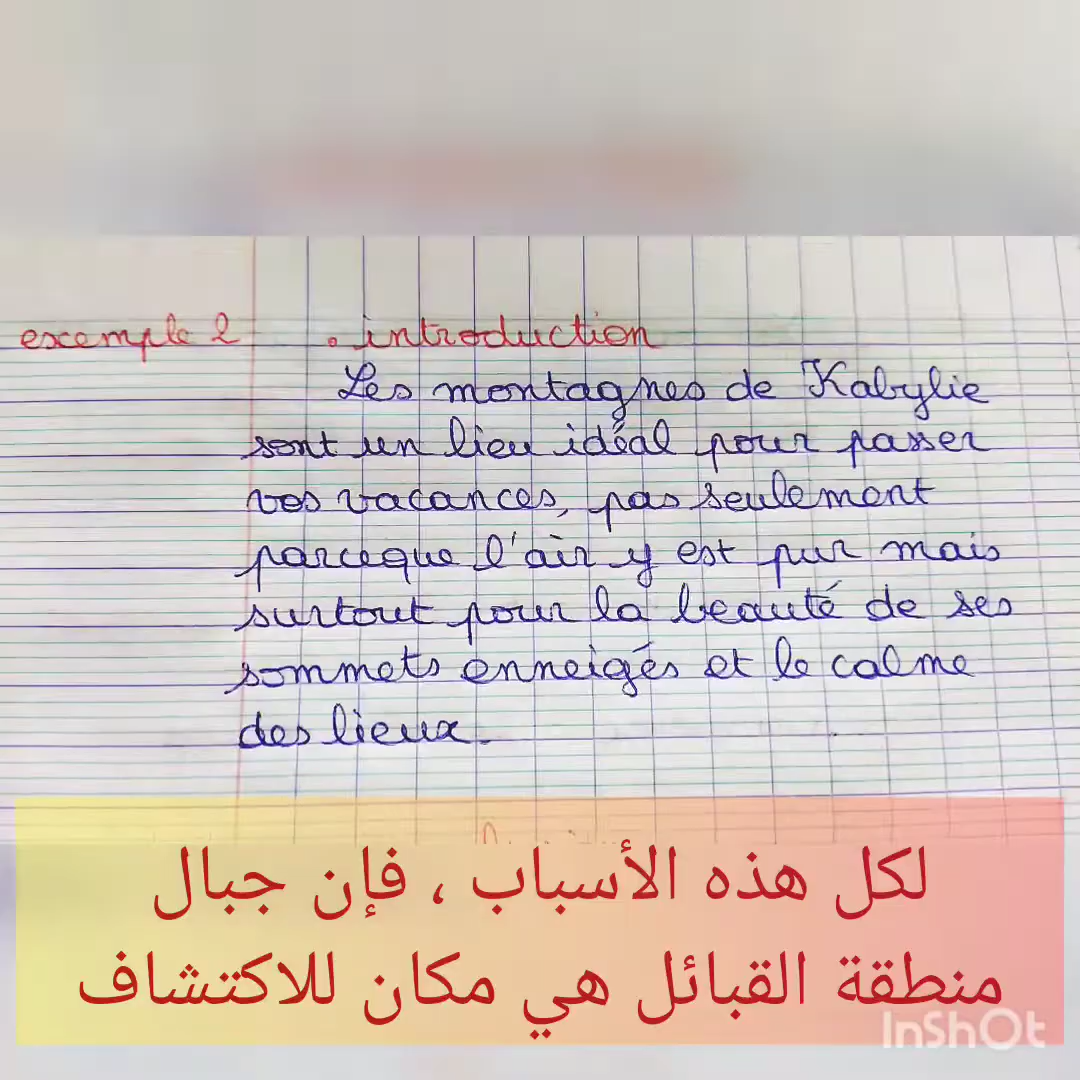 exemple 2 . introduction
Les montagnes de Kabylie
sont un lieu idéal pour passer
vos vacances, pas seulement
parceque l'air y est pur mais
surtout pour la beauté de ses
sommets enneigés et le calme
des lieux.
لكل هذه الأسباب ، فإن جبال
منطقة القبائل هي مكان للاكتشاف
InShOt